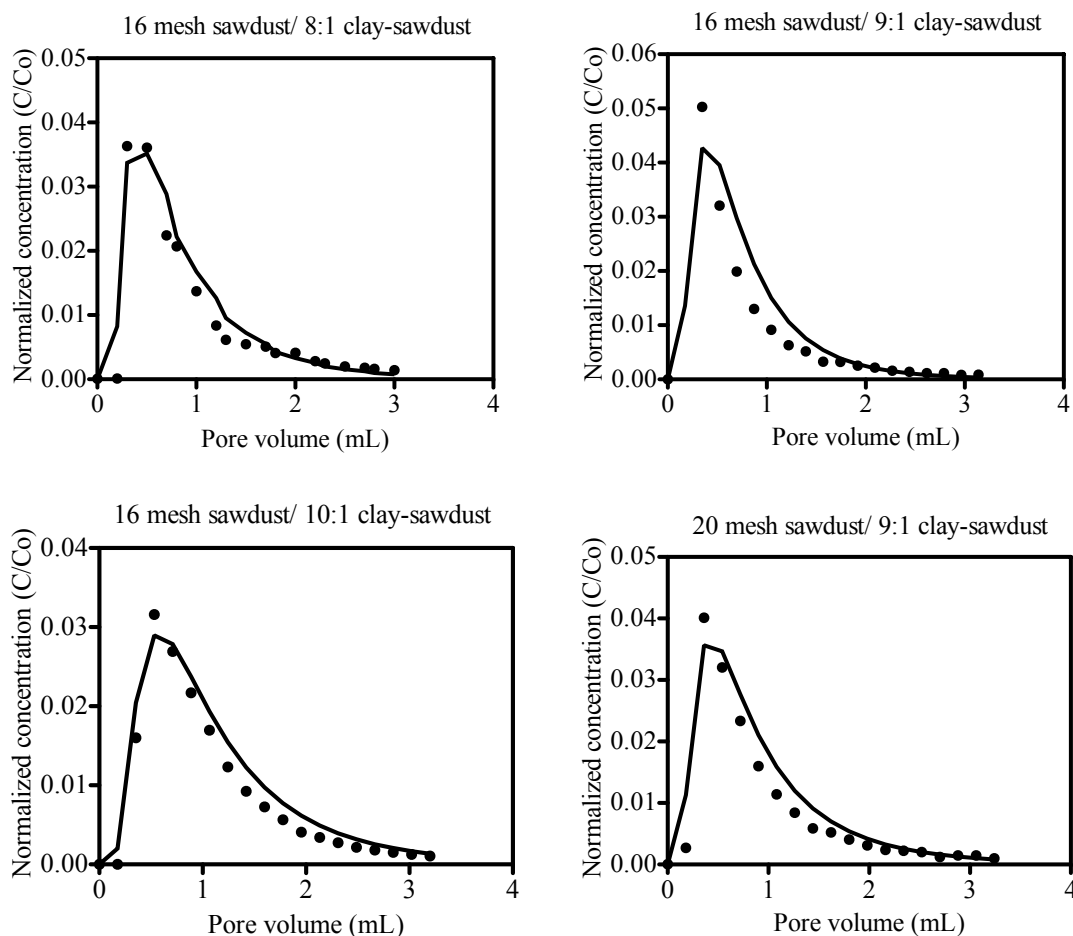 16 mesh sawdust/ 8:1 clay-sawdust
Normalized concentration (C/Co)
0.05
0.04
0.03
0.02
0.01
0.00
0 1 2 3 4
Pore volume (mL)
16 mesh sawdust/ 9:1 clay-sawdust
Normalized concentration (C/Co)
0.06
0.05
0.04
0.03
0.02
0.01
0.00
0 1 2 3 4
Pore volume (mL)
16 mesh sawdust/ 10:1 clay-sawdust
Normalized concentration (C/Co)
0.04
0.03
0.02
0.01
0.00
0 1 2 3 4
Pore volume (mL)
20 mesh sawdust/ 9:1 clay-sawdust
Normalized concentration (C/Co)
0.05
0.04
0.03
0.02
0.01
0.00
0 1 2 3 4
Pore volume (mL)